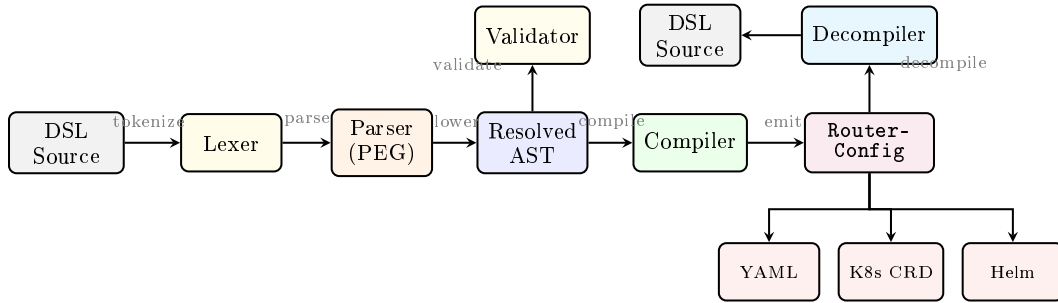 Validator
DSL
Source
Decompiler
validate
decompile
DSL
Source
tokenize
Lexer
parse
Parser
(PEG)
lower
Resolved
AST
compile
Compiler
emit
Router-
Config
YAML
K8s CRD
Helm